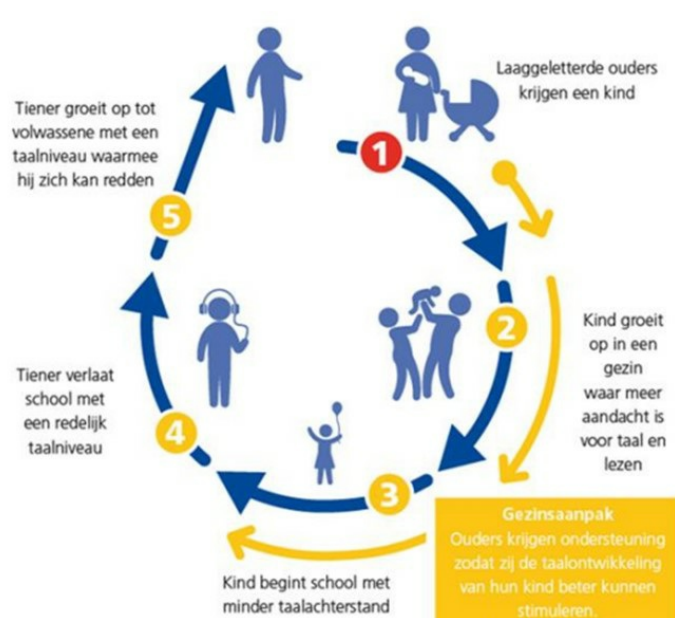 Laaggeletterde ouders
krijgen een kind
1
2
Kind groeit
op in een
gezin
waar meer
aandacht is
voor taal en
lezen
Gezinsaanpak
Ouders krijgen ondersteuning
zodat zij de taalontwikkeling
van hun kind beter kunnen
stimuleren.
3
Kind begint school met
minder taalachterstand
4
Tiener verlaat
school met
een redelijk
taalniveau
5
Tiener groeit op tot
volwassene met een
taalniveau waarmee
hij zich kan redden